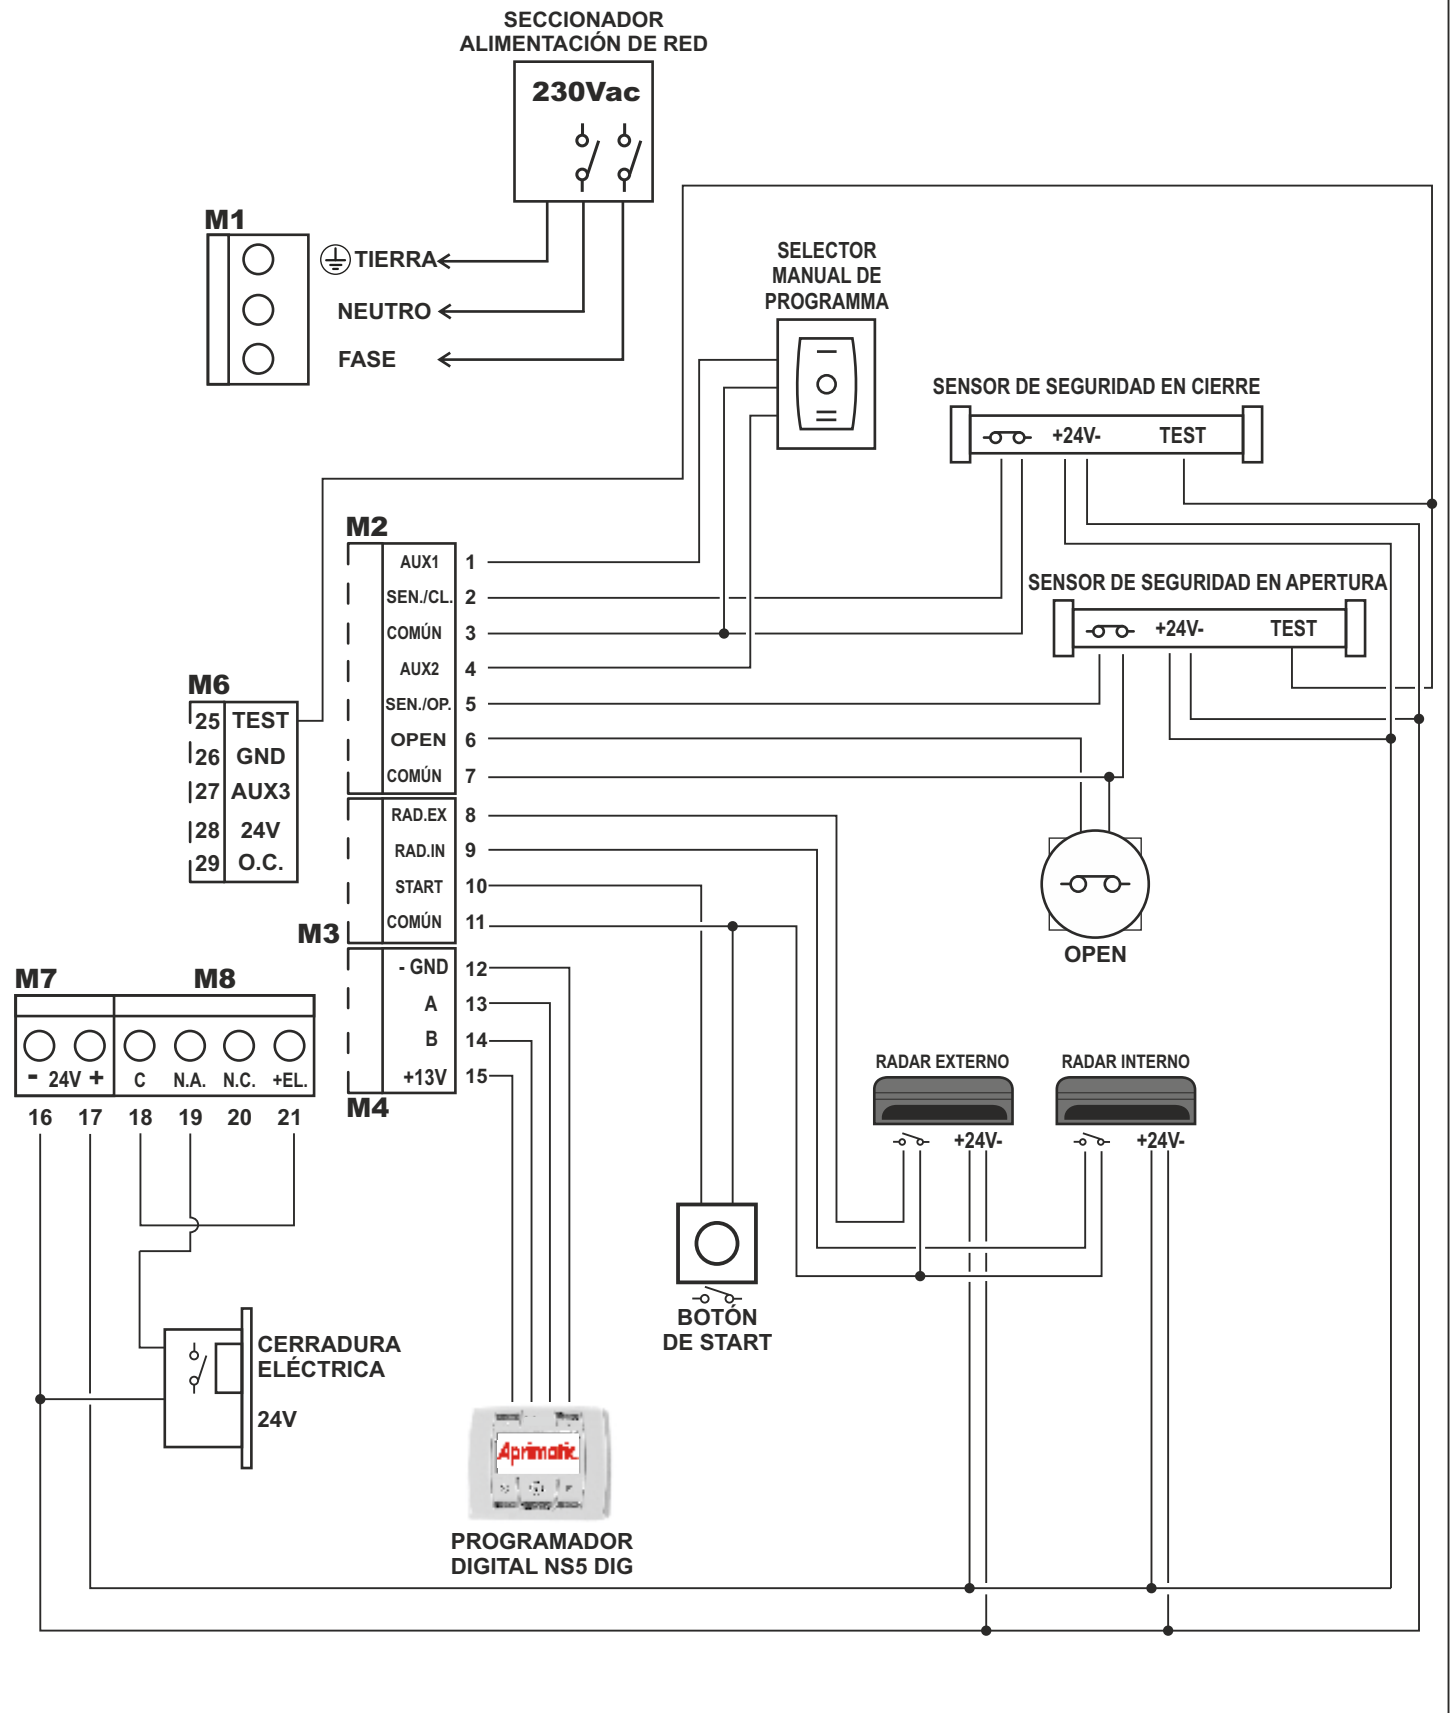 SECCIONADOR
ALIMENTACIÓN DE RED
230Vac
M1
TIERRA
NEUTRO
FASE
SELECTOR
MANUAL DE
PROGRAMMA
SENSOR DE SEGURIDAD EN CIERRE
+24V-
TEST
M2
AUX1 1
SEN./CL. 2
COMÚN 3
AUX2 4
SEN./OP. 5
OPEN 6
COMÚN 7
SENSOR DE SEGURIDAD EN APERTURA
+24V-
TEST
M6
25 TEST
26 GND
27 AUX3
28 24V
29 O.C.
RAD.EX 8
RAD.IN 9
START 10
COMÚN 11
M3
OPEN
- GND 12
A 13
B 14
+13V 15
M4
M7
M8
- 24V +
C
N.A.
N.C.
+EL.
16 17 18 19 20 21
RADAR EXTERNO
+24V-
RADAR INTERNO
+24V-
BOTÓN
DE START
CERRADURA
ELÉCTRICA
24V
Aprimatic
PROGRAMADOR
DIGITAL NS5 DIG